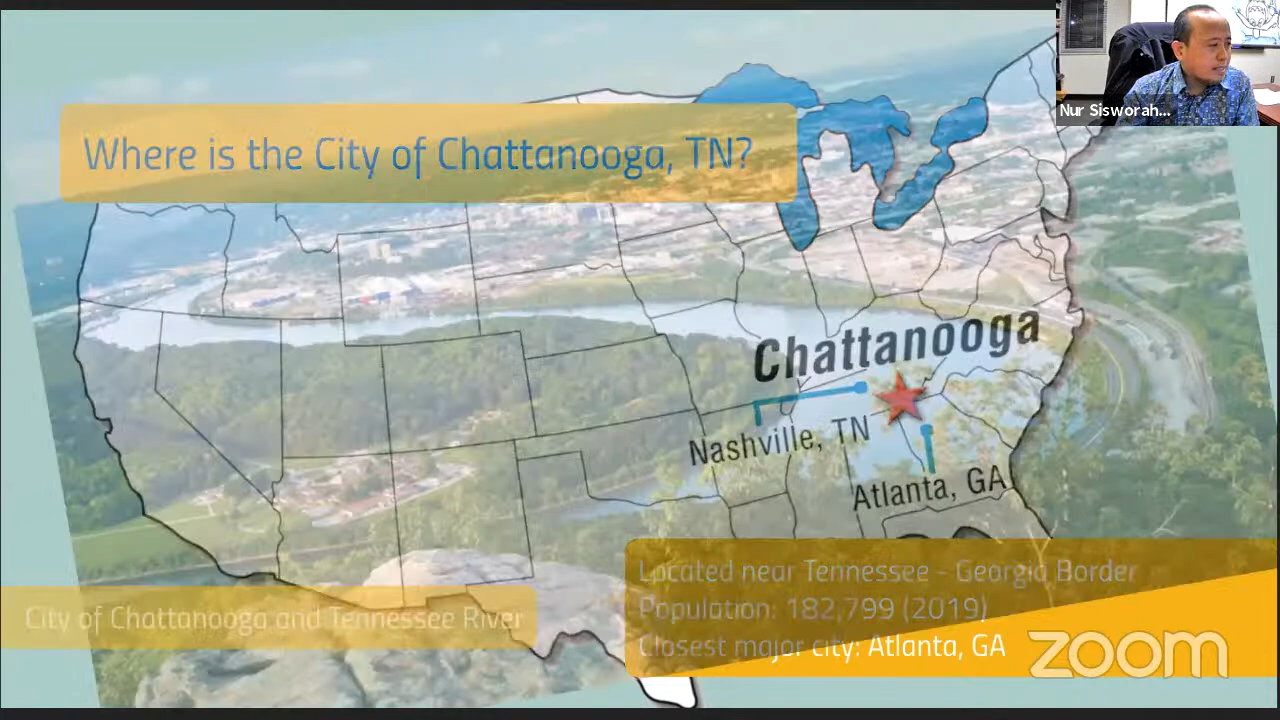 Nur Sisworah...
Where is the City of Chattanooga, TN?
Chattanooga
Nashville, TN
Atlanta, GA
Located near Tennessee - Georgia Border
Population: 182,799 (2019)
Closest major city: Atlanta, GA
City of Chattanooga and Tennessee River
zoom